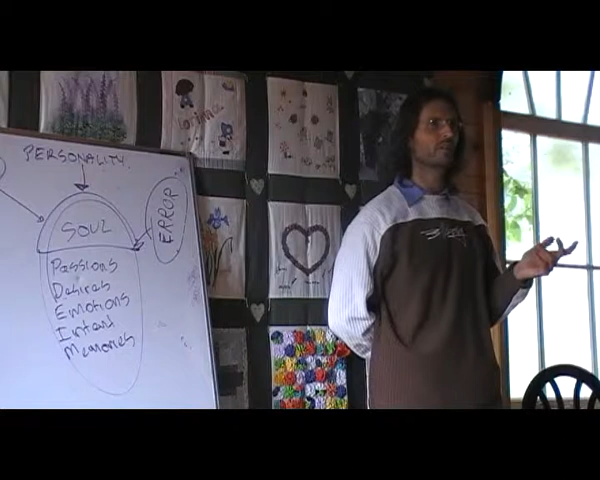 PERSONALITY
SOUL
ERROR
Passions
Desires
Emotions
Intent
Memories